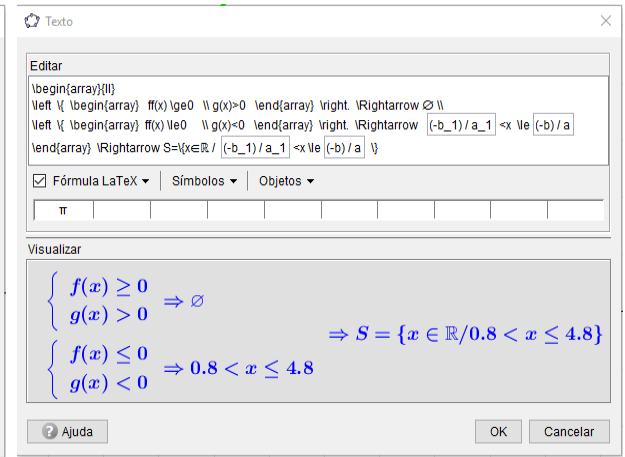 Texto
Editar
\begin{array}{ll}
\left \{ \begin{array} ff(x) \ge0 \\ g(x)>0 \end{array} \right. \Rightarrow ∅ \\
\left \{ \begin{array} ff(x) \le0 \\ g(x)<0 \end{array} \right. \Rightarrow (-b_1) / a_1 <x \le (-b) / a
\end{array} \Rightarrow S=\{x∈ℝ / (-b_1) / a_1 <x \le (-b) / a \}
Fórmula LaTeX Símbolos Objetos
π
Visualizar
f(x) ≥ 0
g(x) > 0
⇒ ∅
f(x) ≤ 0
g(x) < 0
⇒ 0.8 < x ≤ 4.8
⇒ S = {x ∈ ℝ/0.8 < x ≤ 4.8}
Ajuda OK Cancelar